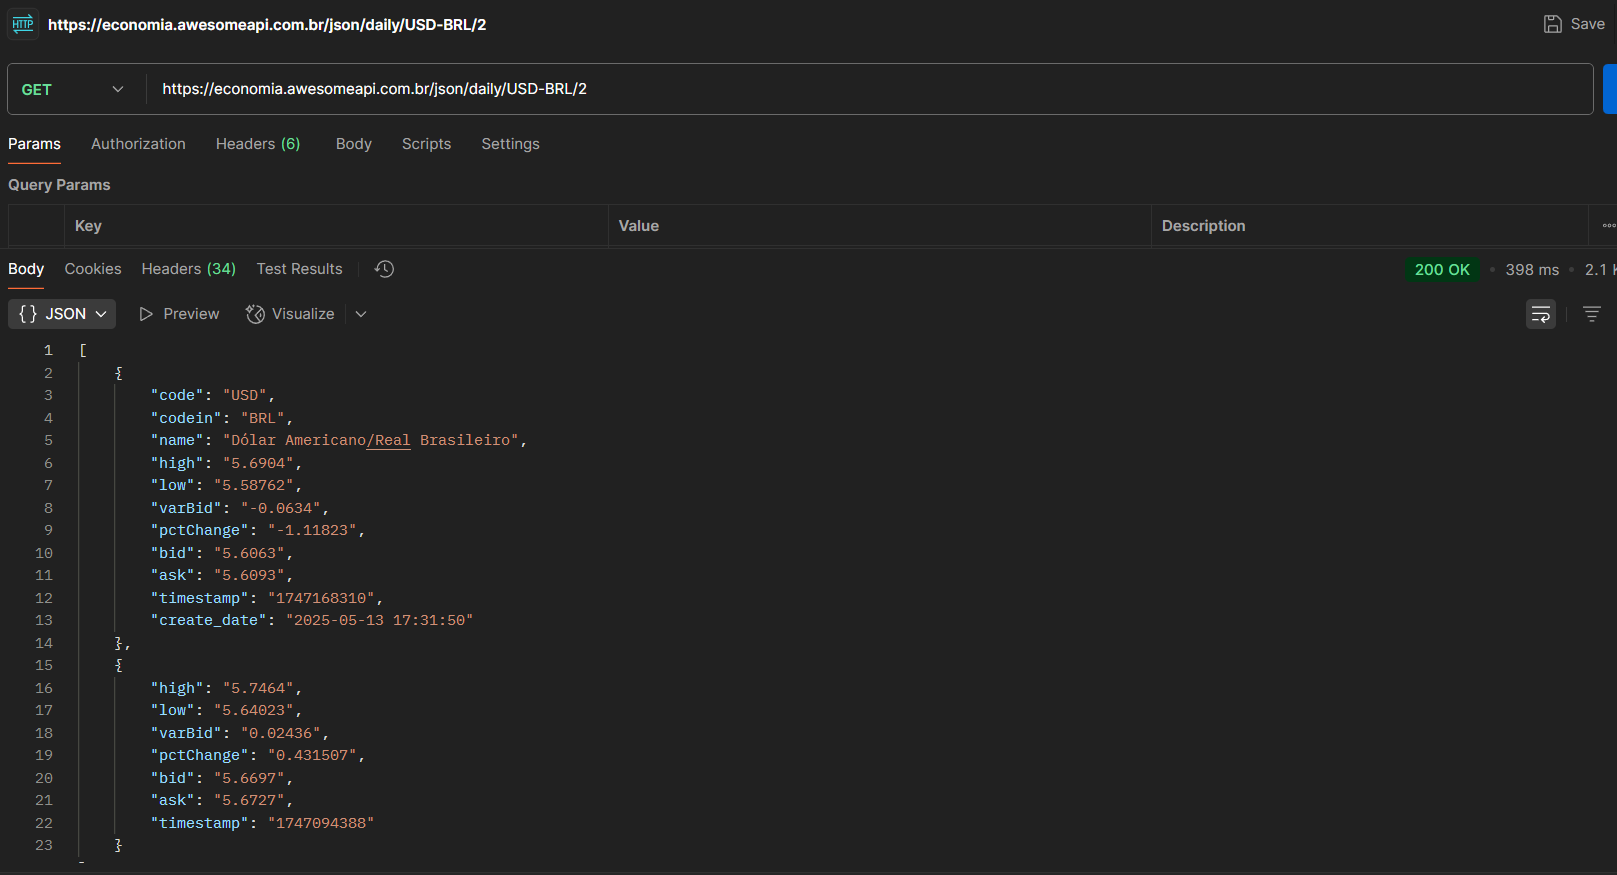 HTTP https://economia.awesomeapi.com.br/json/daily/USD-BRL/2 Save
GET https://economia.awesomeapi.com.br/json/daily/USD-BRL/2
Params Authorization Headers (6) Body Scripts Settings
Query Params
Key Value Description
Body Cookies Headers (34) Test Results 200 OK • 398 ms • 2.1
{} JSON Preview Visualize
1 [
2 {
3 "code": "USD",
4 "codein": "BRL",
5 "name": "Dólar Americano/Real Brasileiro",
6 "high": "5.6904",
7 "low": "5.58762",
8 "varBid": "-0.0634",
9 "pctChange": "-1.11823",
10 "bid": "5.6063",
11 "ask": "5.6093",
12 "timestamp": "1747168310",
13 "create_date": "2025-05-13 17:31:50"
14 },
15 {
16 "high": "5.7464",
17 "low": "5.64023",
18 "varBid": "0.02436",
19 "pctChange": "0.431507",
20 "bid": "5.6697",
21 "ask": "5.6727",
22 "timestamp": "1747094388"
23 }